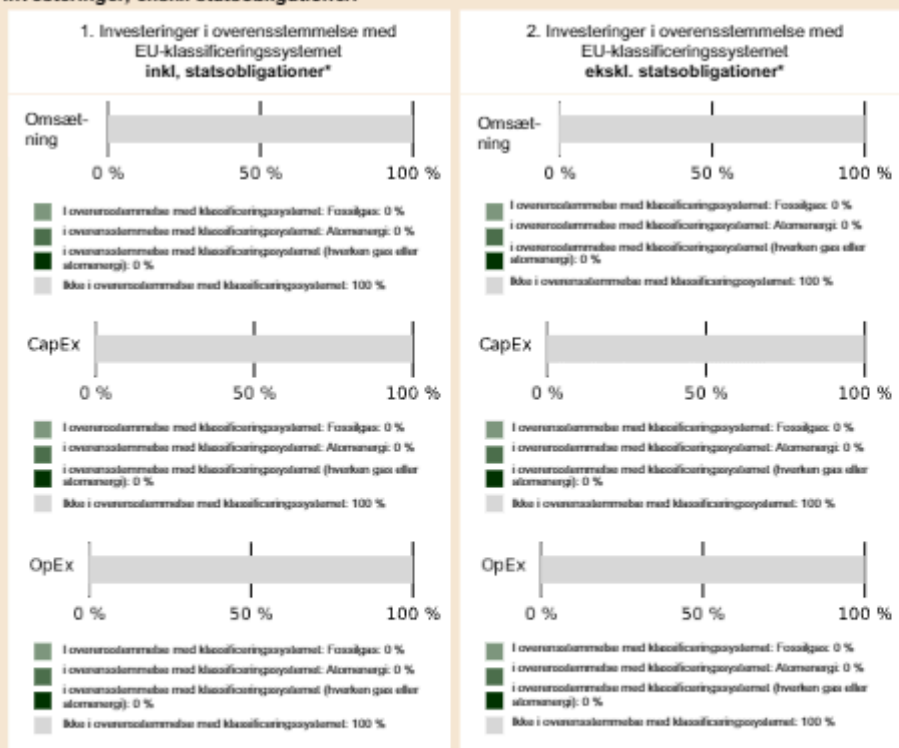 1. Investeringer i overensstemmelse med
EU-klassificeringssystemet
inkl, statsobligationer*
Omsæt-
ning
0 %
50 %
100 %
I overensstemmelse med klassificeringssystemet: Fossilgas: 0 %
i overensstemmelse med klassificeringssystemet: Atomenergi: 0 %
i overensstemmelse med klassificeringssystemet (hverken gas eller
atomenergi): 0 %
Ikke i overensstemmelse med klassificeringssystemet: 100 %
CapEx
0 %
50 %
100 %
I overensstemmelse med klassificeringssystemet: Fossilgas: 0 %
i overensstemmelse med klassificeringssystemet: Atomenergi: 0 %
i overensstemmelse med klassificeringssystemet (hverken gas eller
atomenergi): 0 %
Ikke i overensstemmelse med klassificeringssystemet: 100 %
OpEx
0 %
50 %
100 %
I overensstemmelse med klassificeringssystemet: Fossilgas: 0 %
i overensstemmelse med klassificeringssystemet: Atomenergi: 0 %
i overensstemmelse med klassificeringssystemet (hverken gas eller
atomenergi): 0 %
Ikke i overensstemmelse med klassificeringssystemet: 100 %
2. Investeringer i overensstemmelse med
EU-klassificeringssystemet
ekskl. statsobligationer*
Omsæt-
ning
0 %
50 %
100 %
I overensstemmelse med klassificeringssystemet: Fossilgas: 0 %
i overensstemmelse med klassificeringssystemet: Atomenergi: 0 %
i overensstemmelse med klassificeringssystemet (hverken gas eller
atomenergi): 0 %
Ikke i overensstemmelse med klassificeringssystemet: 100 %
CapEx
0 %
50 %
100 %
I overensstemmelse med klassificeringssystemet: Fossilgas: 0 %
i overensstemmelse med klassificeringssystemet: Atomenergi: 0 %
i overensstemmelse med klassificeringssystemet (hverken gas eller
atomenergi): 0 %
Ikke i overensstemmelse med klassificeringssystemet: 100 %
OpEx
0 %
50 %
100 %
I overensstemmelse med klassificeringssystemet: Fossilgas: 0 %
i overensstemmelse med klassificeringssystemet: Atomenergi: 0 %
i overensstemmelse med klassificeringssystemet (hverken gas eller
atomenergi): 0 %
Ikke i overensstemmelse med klassificeringssystemet: 100 %